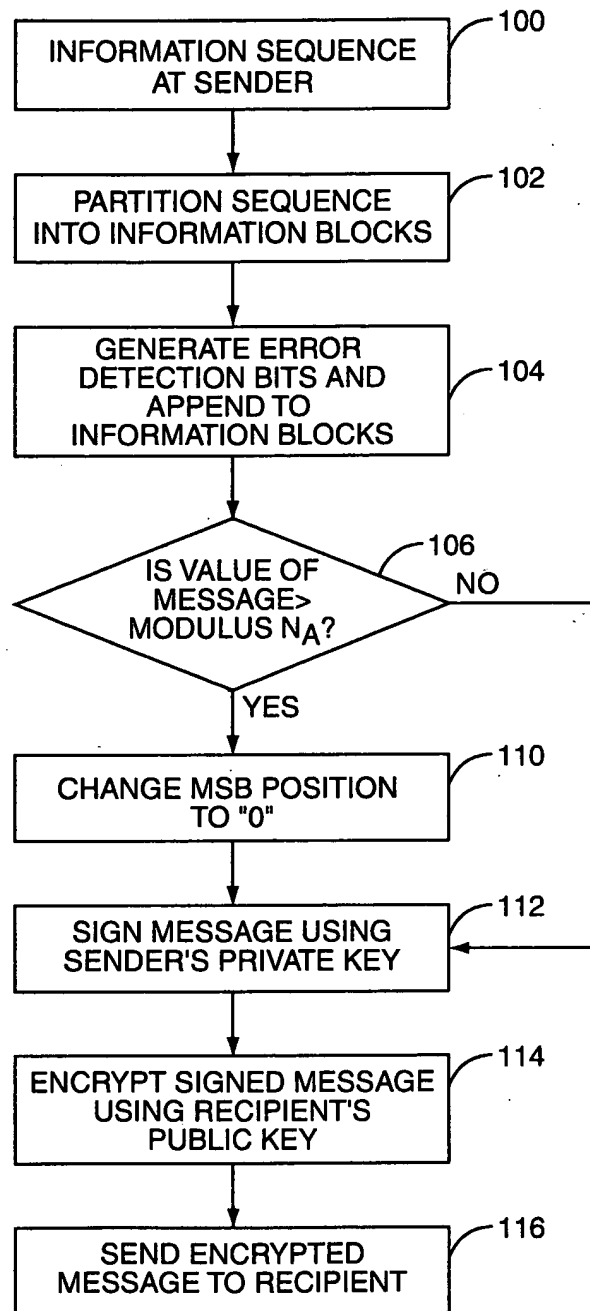 100
INFORMATION SEQUENCE
AT SENDER
102
PARTITION SEQUENCE
INTO INFORMATION BLOCKS
104
GENERATE ERROR
DETECTION BITS AND
APPEND TO
INFORMATION BLOCKS
106
IS VALUE OF
MESSAGE>
MODULUS NA?
NO
YES
110
CHANGE MSB POSITION
TO "0"
112
SIGN MESSAGE USING
SENDER'S PRIVATE KEY
114
ENCRYPT SIGNED MESSAGE
USING RECIPIENT'S
PUBLIC KEY
116
SEND ENCRYPTED
MESSAGE TO RECIPIENT